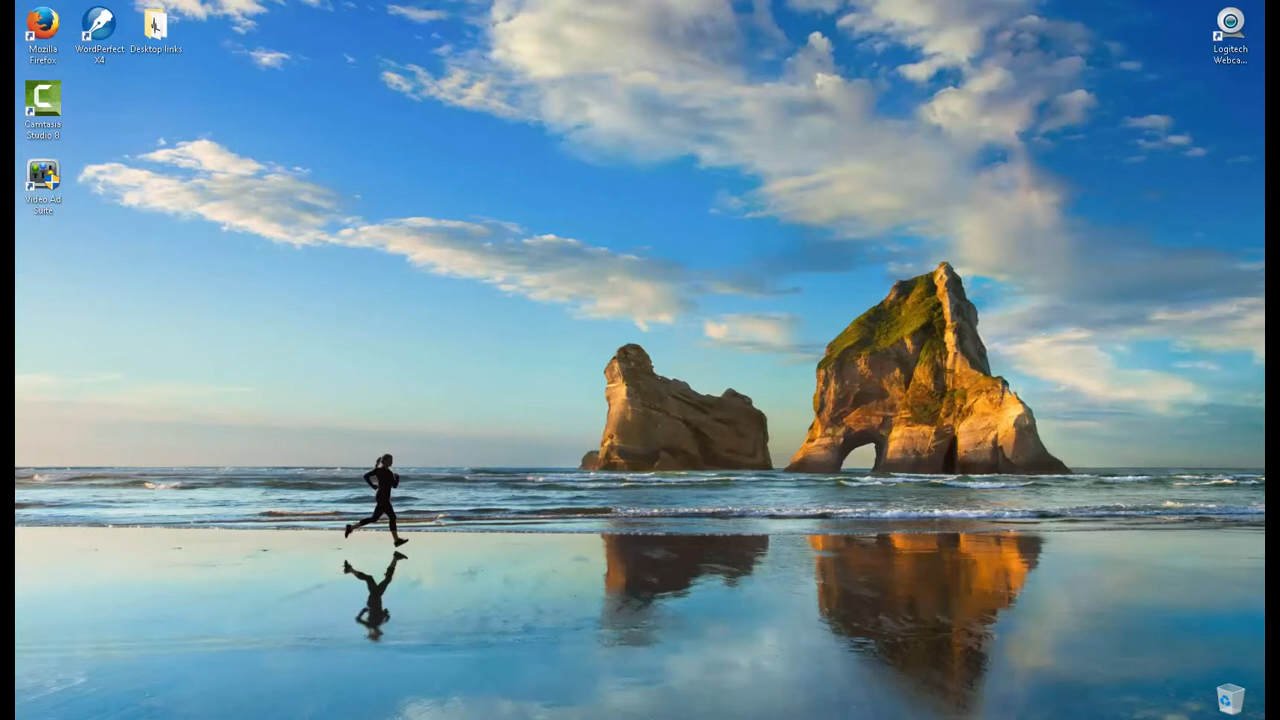 Mozilla
Firefox
WordPerfect
X4
Desktop links
Logitech
Webca...
Camtasia
Studio 8
Video Ad
Suite